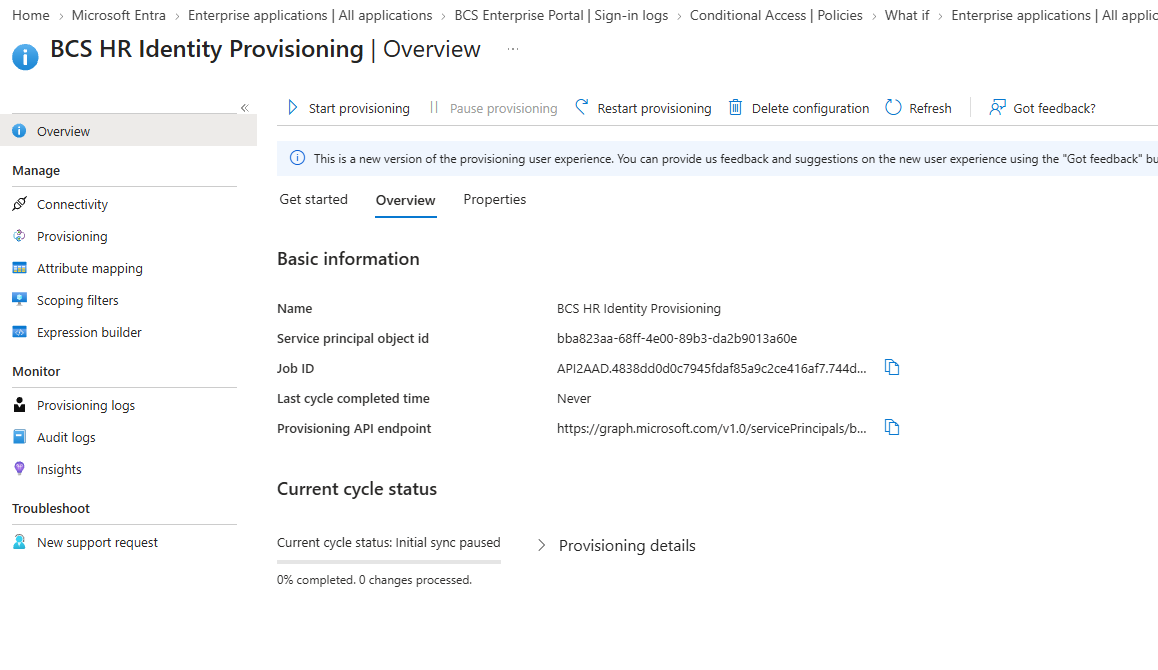 Home > Microsoft Entra > Enterprise applications | All applications > BCS Enterprise Portal | Sign-in logs > Conditional Access | Policies > What if > Enterprise applications | All applic
BCS HR Identity Provisioning | Overview ...
«
Overview
Manage
Connectivity
Provisioning
Attribute mapping
Scoping filters
Expression builder
Monitor
Provisioning logs
Audit logs
Insights
Troubleshoot
New support request
Start provisioning Pause provisioning Restart provisioning Delete configuration Refresh Got feedback?
This is a new version of the provisioning user experience. You can provide us feedback and suggestions on the new user experience using the "Got feedback" bu
Get started Overview Properties
Basic information
Name BCS HR Identity Provisioning
Service principal object id bba823aa-68ff-4e00-89b3-da2b9013a60e
Job ID API2AAD.4838dd0d0c7945fdaf85a9c2ce416af7.744d...
Last cycle completed time Never
Provisioning API endpoint https://graph.microsoft.com/v1.0/servicePrincipals/b...
Current cycle status
Current cycle status: Initial sync paused
0% completed. 0 changes processed.
> Provisioning details